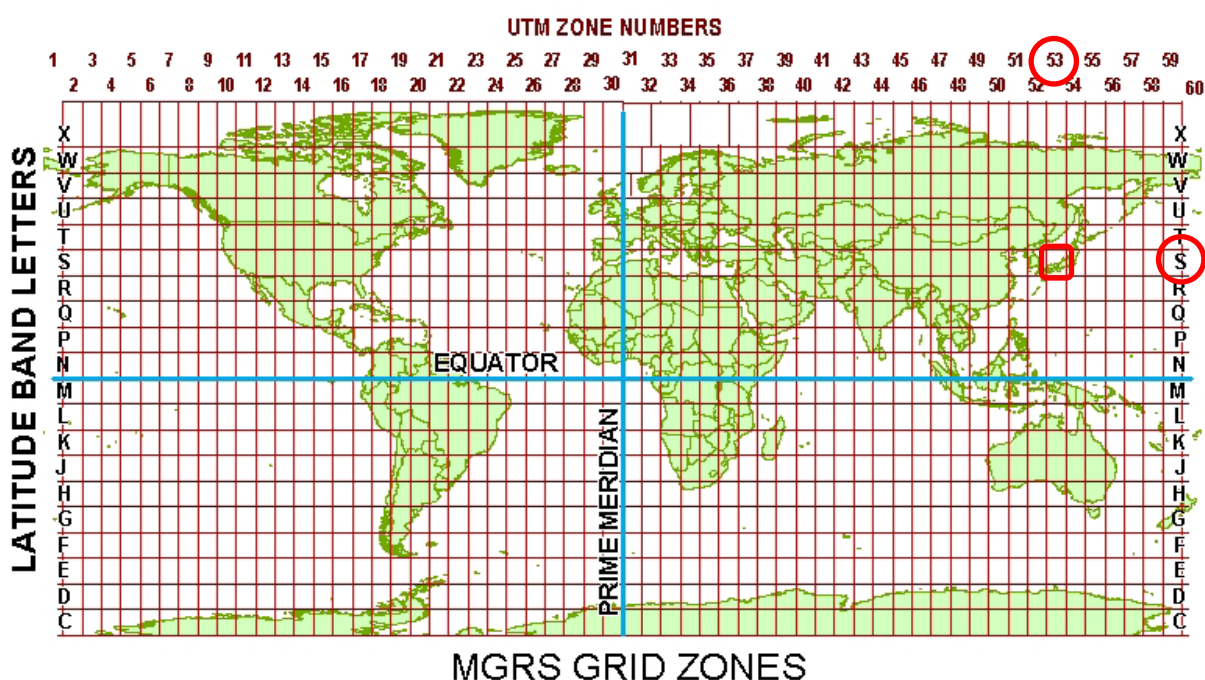 UTM ZONE NUMBERS
1 3 5 7 9 11 13 15 17 19 21 23 25 27 29 31 33 35 37 39 41 43 45 47 49 51 53 55 57 59
2 4 6 8 10 12 14 16 18 20 22 24 26 28 30 32 34 36 38 40 42 44 46 48 50 52 54 56 58 60
LATITUDE BAND LETTERS
X X
W W
V V
U U
T T
S S
R R
Q Q
P P
N EQUATOR N
M M
L L
K K
J J
H H
G G
F F
E E
D D
C C
PRIME MERIDIAN
MGRS GRID ZONES